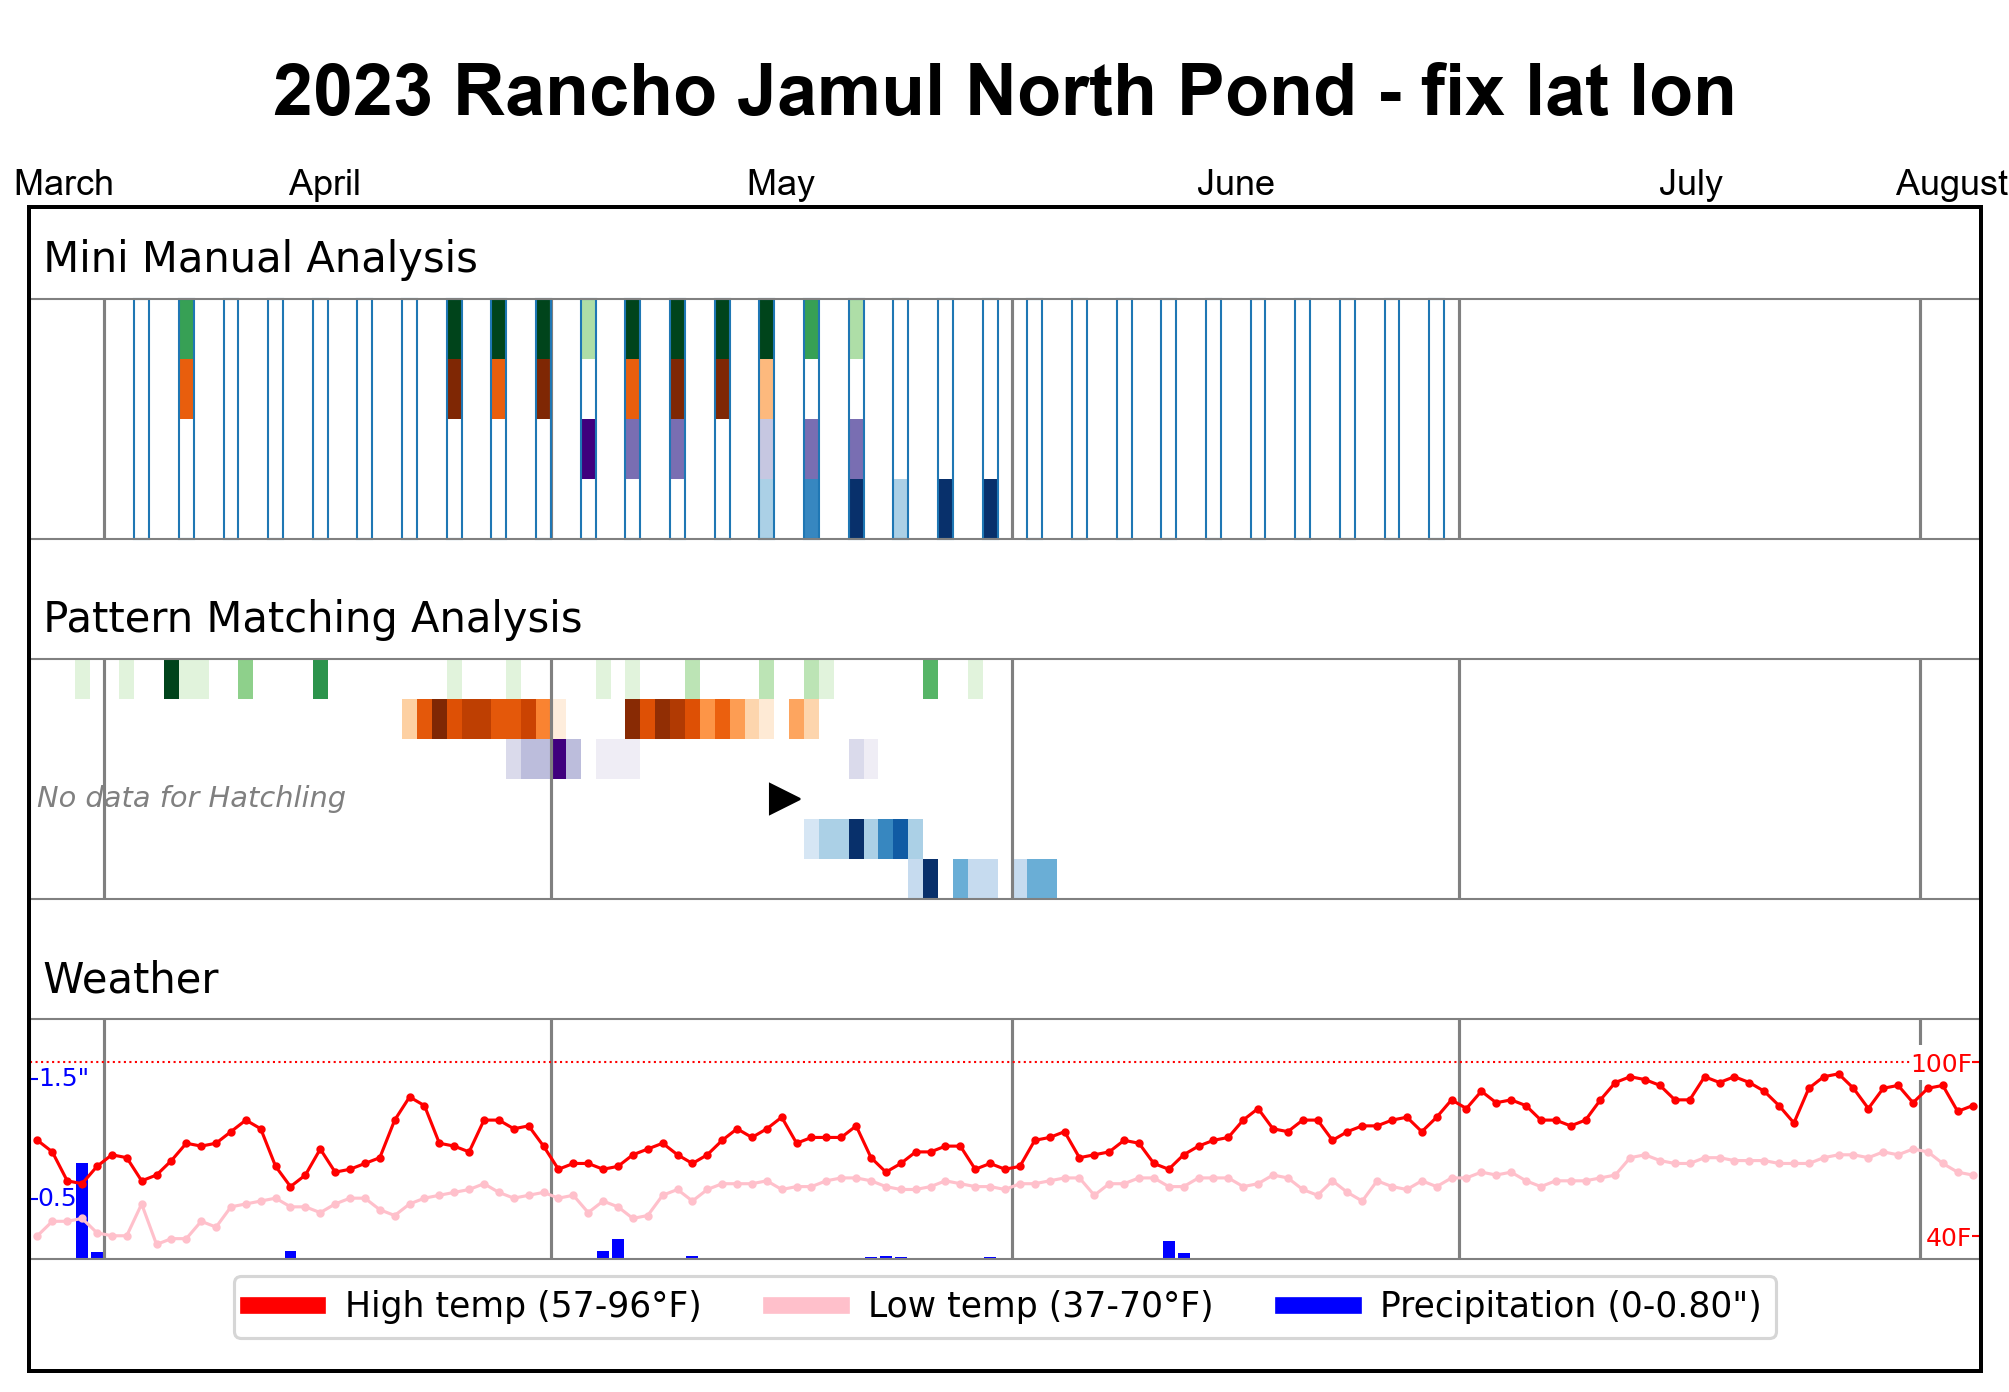 2023 Rancho Jamul North Pond - fix lat lon
March April May June July August
Mini Manual Analysis
Pattern Matching Analysis
No data for Hatchling
Weather
1.5" 100F
0.5
40F
High temp (57-96°F) Low temp (37-70°F) Precipitation (0-0.80")